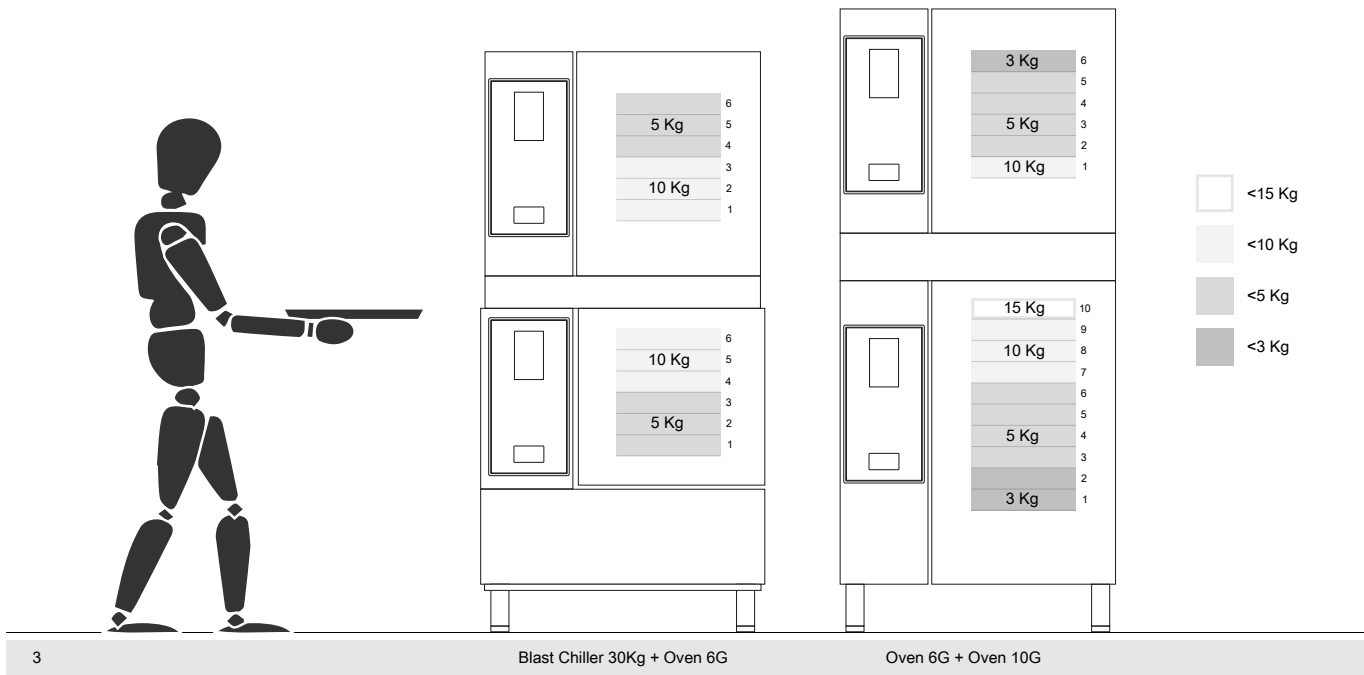 6
5 Kg 5
4
3
10 Kg 2
1
6
10 Kg 5
4
3
5 Kg 2
1
3 Kg 6
5
4
5 Kg 3
2
10 Kg 1
15 Kg 10
9
10 Kg 8
7
6
5
5 Kg 4
3
2
3 Kg 1
<15 Kg
<10 Kg
<5 Kg
<3 Kg
3 Blast Chiller 30Kg + Oven 6G Oven 6G + Oven 10G